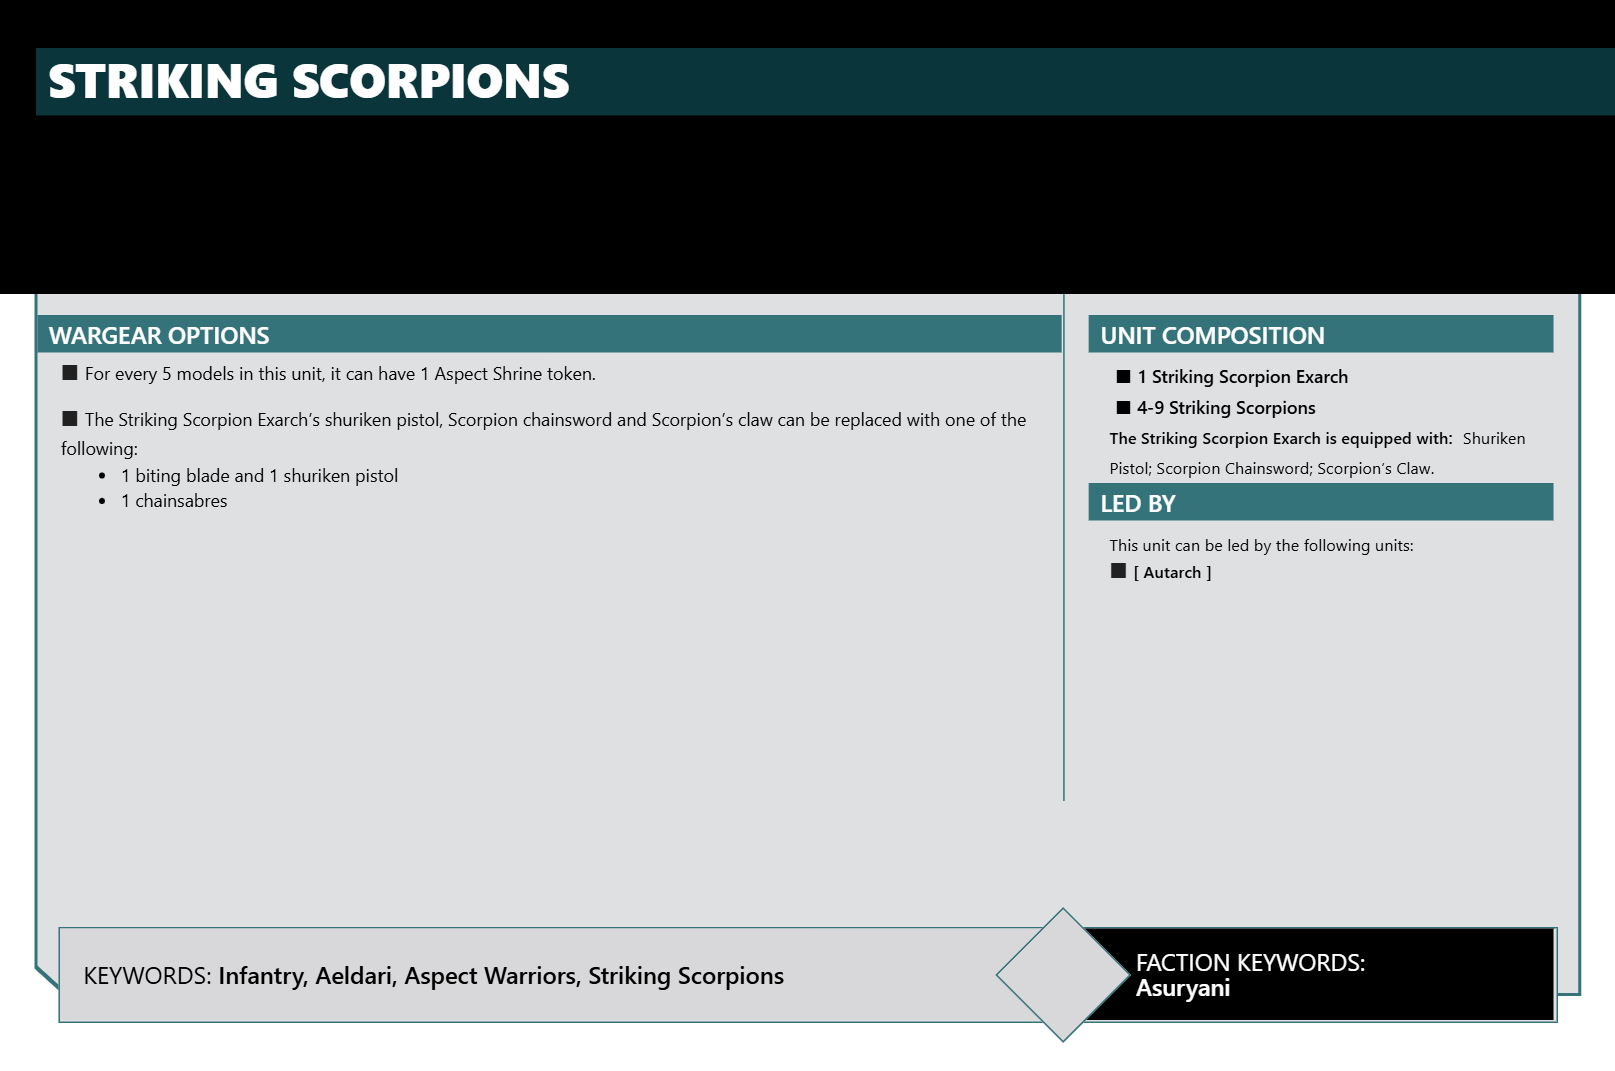 STRIKING SCORPIONS
WARGEAR OPTIONS
■ For every 5 models in this unit, it can have 1 Aspect Shrine token.
■ The Striking Scorpion Exarch’s shuriken pistol, Scorpion chainsword and Scorpion’s claw can be replaced with one of the
following:
• 1 biting blade and 1 shuriken pistol
• 1 chainsabres
UNIT COMPOSITION
■ 1 Striking Scorpion Exarch
■ 4-9 Striking Scorpions
The Striking Scorpion Exarch is equipped with: Shuriken
Pistol; Scorpion Chainsword; Scorpion’s Claw.
LED BY
This unit can be led by the following units:
■ [ Autarch ]
KEYWORDS: Infantry, Aeldari, Aspect Warriors, Striking Scorpions
FACTION KEYWORDS:
Asuryani